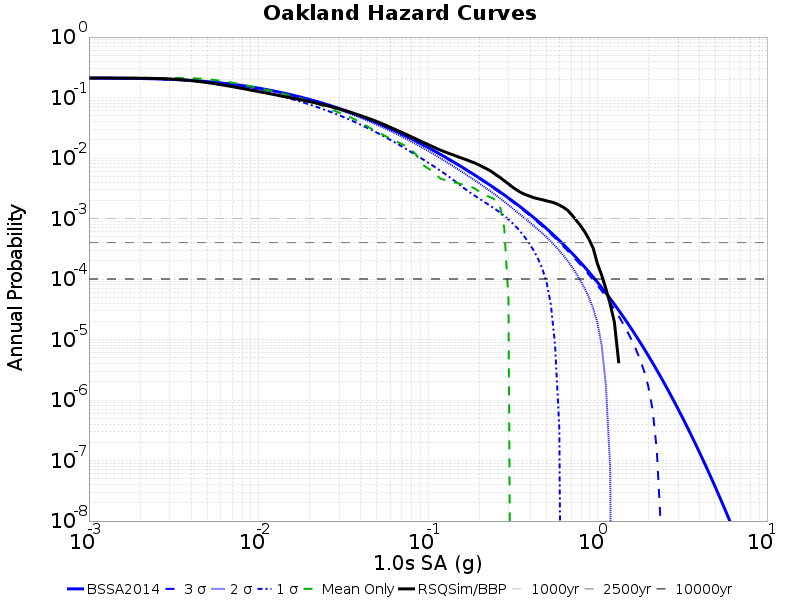 Oakland Hazard Curves
Annual Probability
10^0
10^-1
10^-2
10^-3
10^-4
10^-5
10^-6
10^-7
10^-8
10^-3 10^-2 10^-1 10^0 10^1
1.0s SA (g)
BSSA2014 3 σ 2 σ 1 σ Mean Only RSQSim/BBP 1000yr 2500yr 10000yr